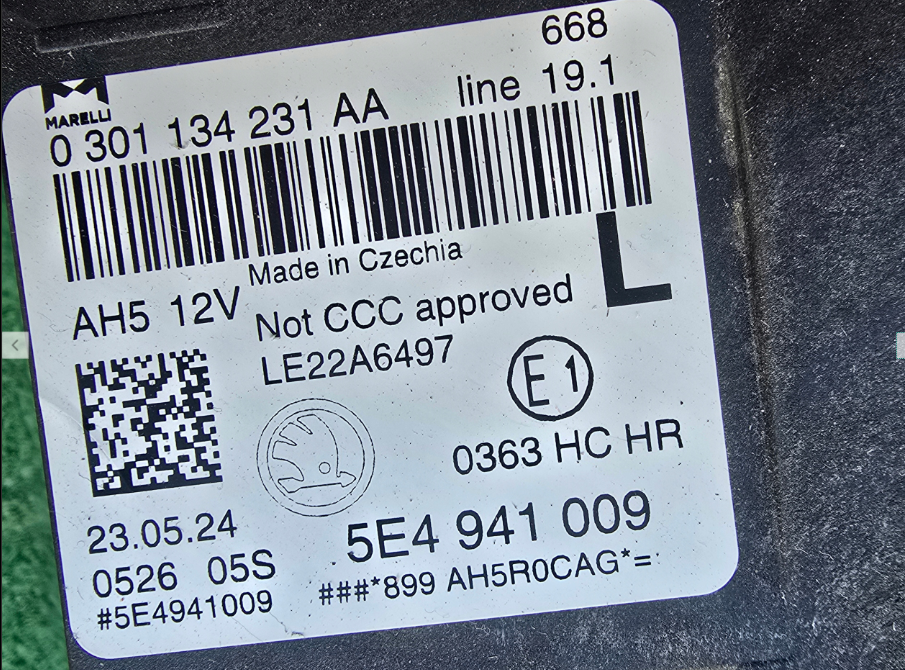 668
MARELLI
0 301 134 231 AA line 19.1
Made in Czechia
L
AH5 12V
Not CCC approved
LE22A6497
E1
0363 HC HR
23.05.24
5E4 941 009
0526 05S
###*899 AH5R0CAG*=
#5E4941009